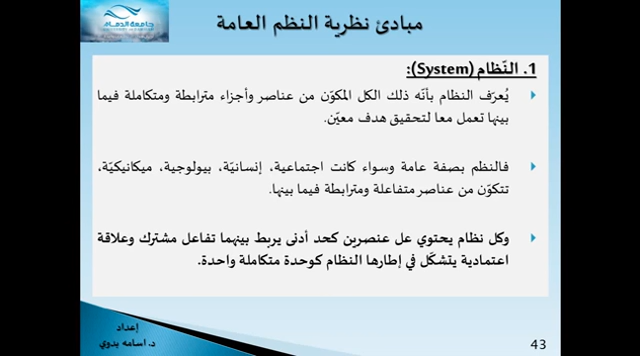 جامعة الدمام
مبادئ نظرية النظم العامة
1. النّظام (System):
يُعرّف النظام بأنّه ذلك الكل المكوّن من عناصر وأجزاء مترابطة ومتكاملة فيما
بينها تعمل معا لتحقيق هدف معيّن.
فالنظم بصفة عامة وسواء كانت اجتماعية، إنسانيّة، بيولوجية، ميكانيكيّة،
تتكوّن من عناصر متفاعلة ومترابطة فيما بينها.
وكل نظام يحتوي عل عنصرين كحد أدنى يربط بينهما تفاعل مشترك وعلاقة
اعتمادية يتشكّل في إطارها النظام كوحدة متكاملة واحدة.
إعداد
د. اسامه بدوي
43